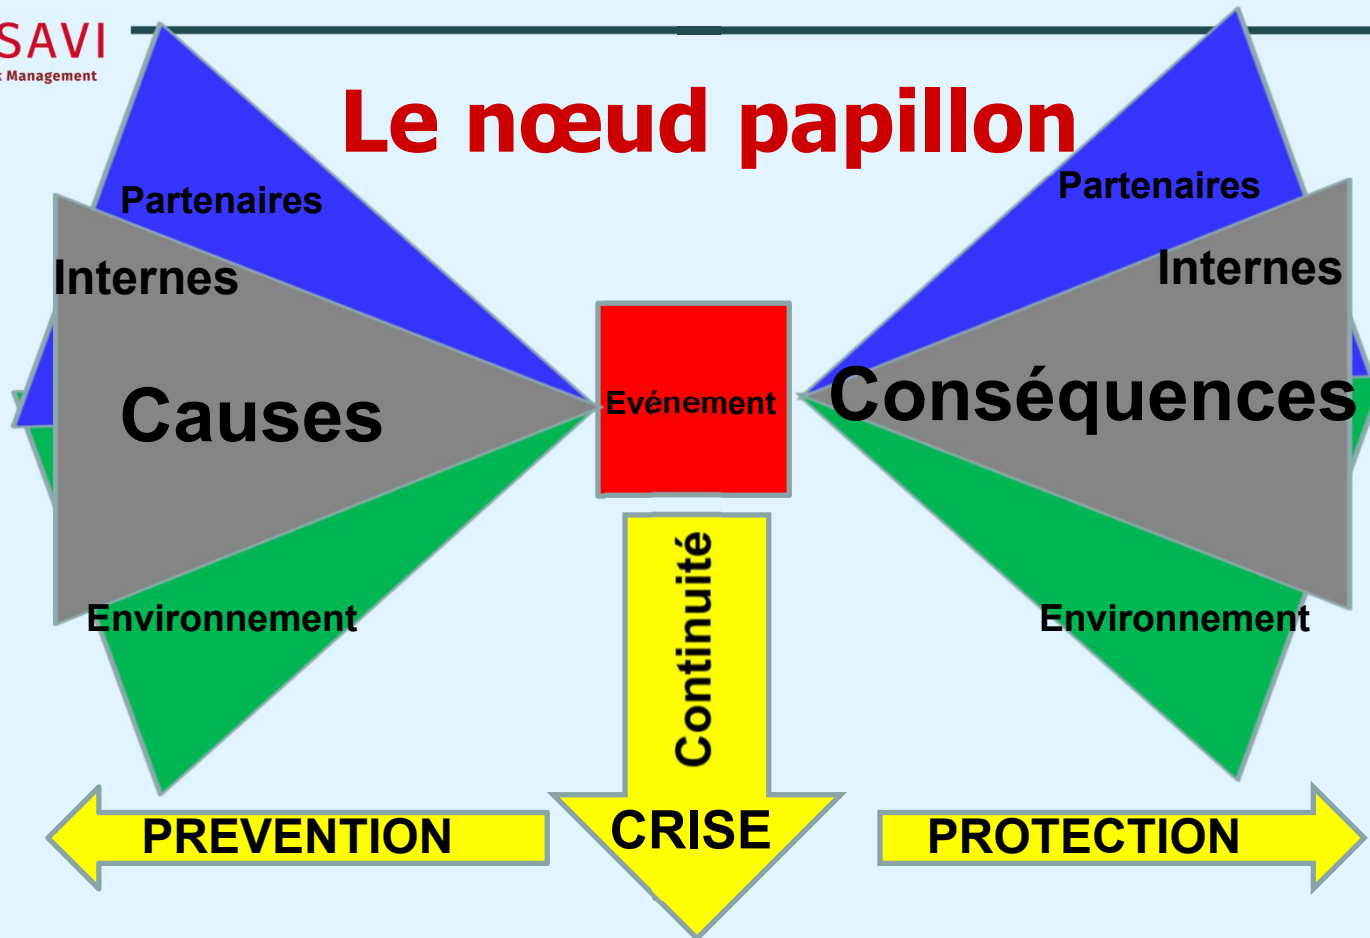 SAVI
Management
Le nœud papillon
Partenaires
Partenaires
Internes
Internes
Causes
Evénement
Conséquences
Continuité
Environnement
Environnement
PREVENTION
CRISE
PROTECTION